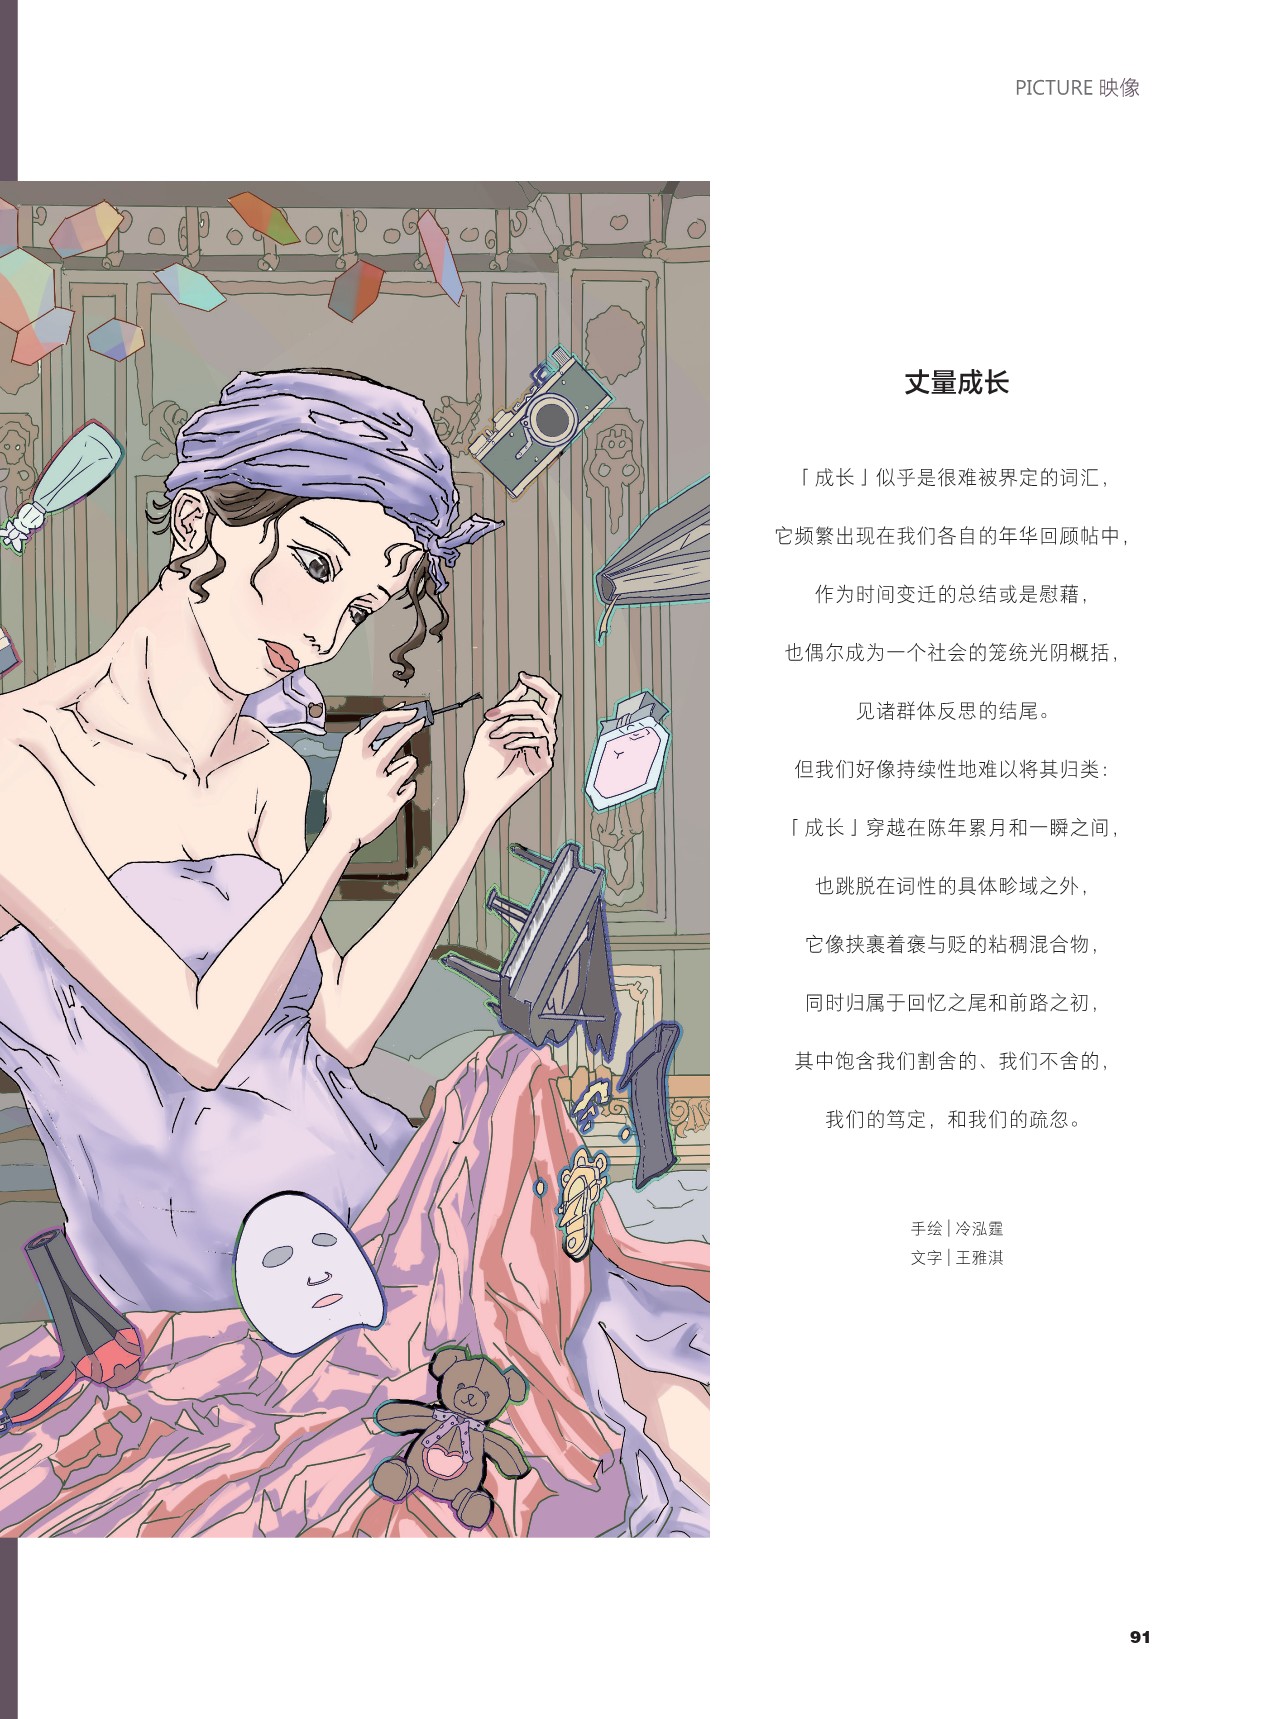 PICTURE 映像
丈量成长
「成长」似乎是很难被界定的词汇，
它频繁出现在我们各自的年华回顾帖中，
作为时间变迁的总结或是慰藉，
也偶尔成为一个社会的笼统光阴概括，
见诸群体反思的结尾。
但我们好像持续性地难以将其归类：
「成长」穿越在陈年累月和一瞬之间，
也跳脱在词性的具体畛域之外，
它像挟裹着褒与贬的粘稠混合物，
同时归属于回忆之尾和前路之初，
其中饱含我们割舍的、我们不舍的，
我们的笃定，和我们的疏忽。
手绘 | 冷泓霆
文字 | 王雅淇
91